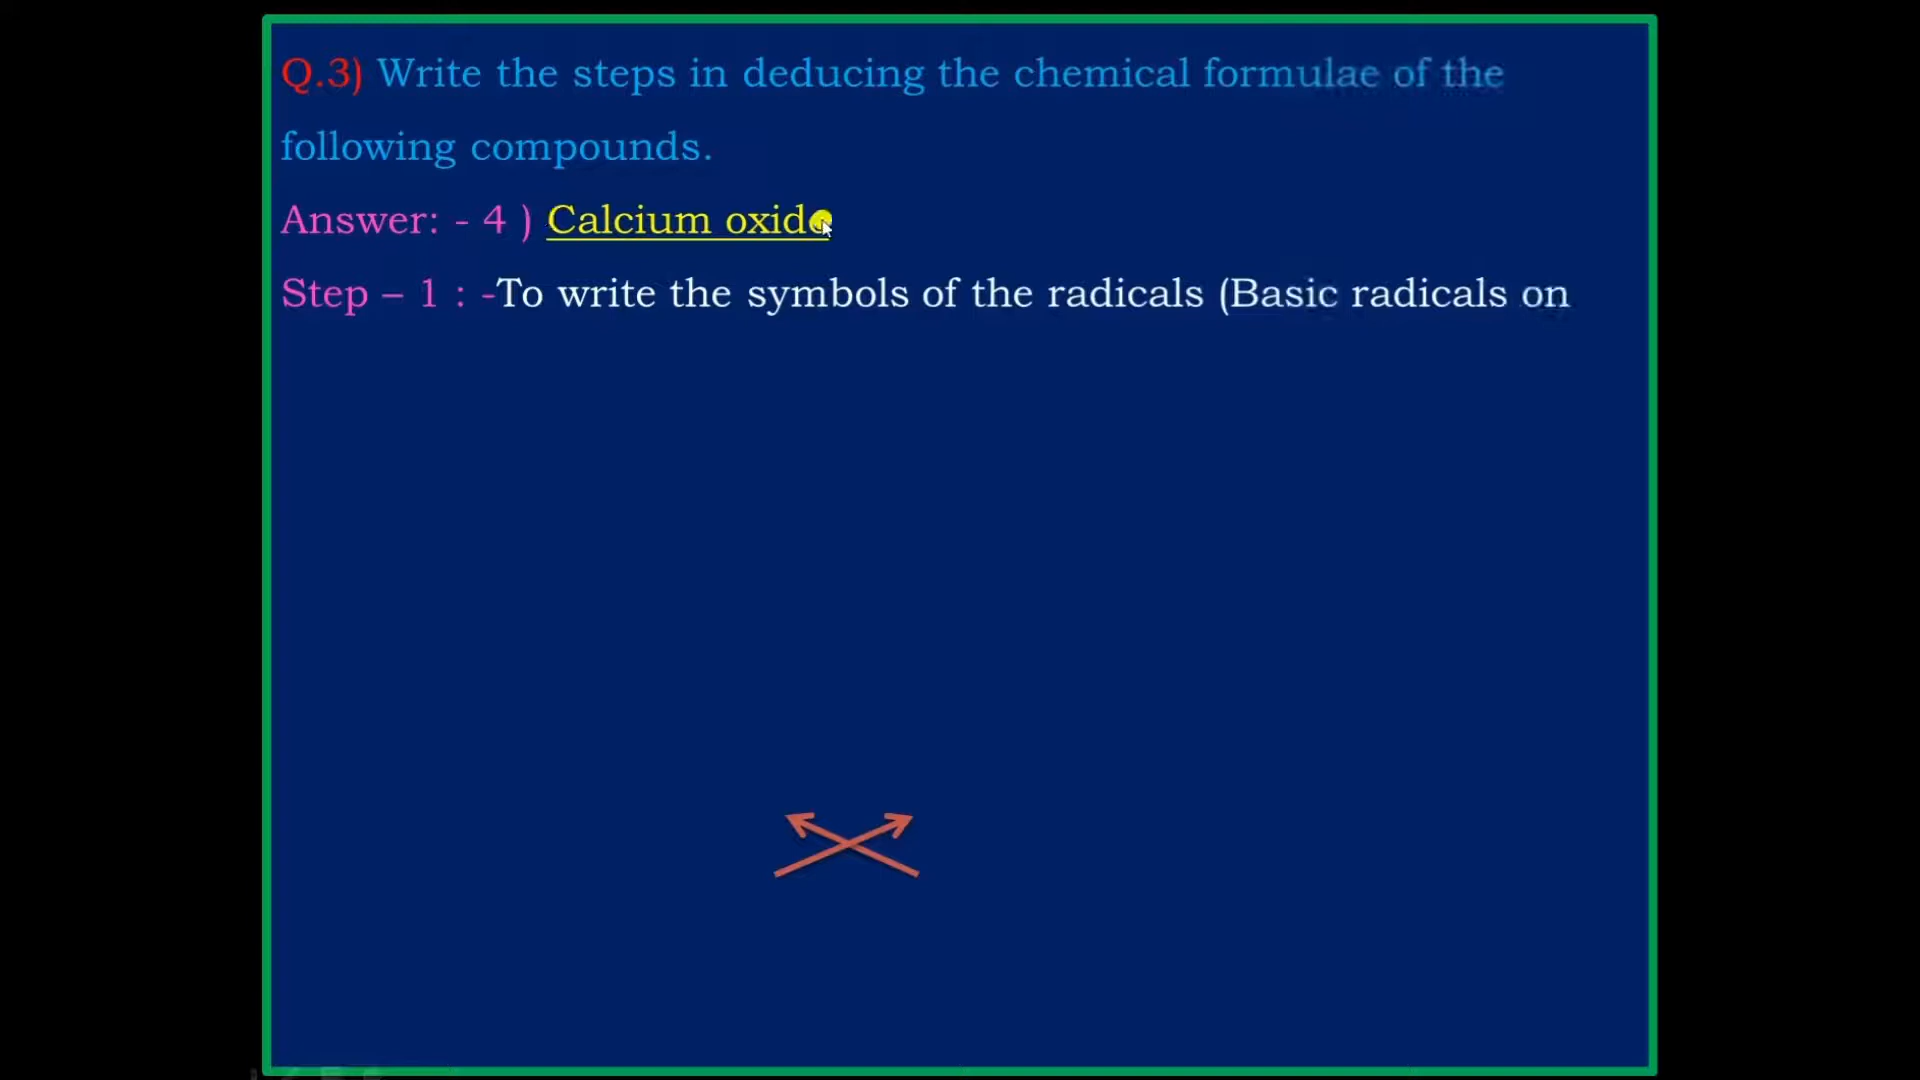 Q.3) Write the steps in deducing the chemical formulae of the
following compounds.
Answer: - 4 ) Calcium oxide
Step – 1 : -To write the symbols of the radicals (Basic radicals on